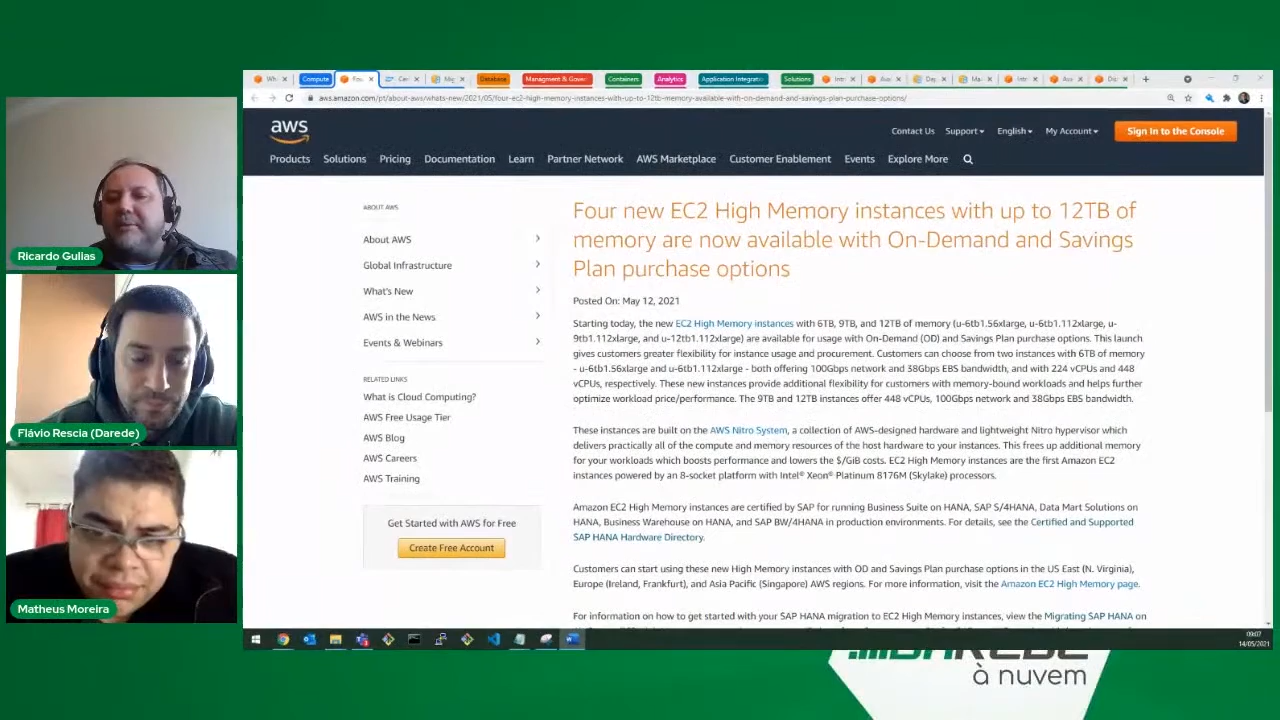 Compute
Fou
Cer
Mig
Database
Managment & Gover
Containers
Analytics
Application Integratio
Solutions
aws.amazon.com/pt/about-aws/whats-new/2021/05/four-ec2-high-memory-instances-with-up-to-12tb-memory-available-with-on-demand-and-savings-plan-purchase-options/
aws
Contact Us Support English My Account Sign In to the Console
Products Solutions Pricing Documentation Learn Partner Network AWS Marketplace Customer Enablement Events Explore More
Ricardo Gulias
Flávio Rescia (Darede)
Matheus Moreira
ABOUT AWS
About AWS
Global Infrastructure
What's New
AWS in the News
Events & Webinars
RELATED LINKS
What is Cloud Computing?
AWS Free Usage Tier
AWS Blog
AWS Careers
AWS Training
Get Started with AWS for Free
Create Free Account
Four new EC2 High Memory instances with up to 12TB of
memory are now available with On-Demand and Savings
Plan purchase options
Posted On: May 12, 2021
Starting today, the new EC2 High Memory instances with 6TB, 9TB, and 12TB of memory (u-6tb1.56xlarge, u-6tb1.112xlarge, u-
9tb1.112xlarge, and u-12tb1.112xlarge) are available for usage with On-Demand (OD) and Savings Plan purchase options. This launch
gives customers greater flexibility for instance usage and procurement. Customers can choose from two instances with 6TB of memory
- u-6tb1.56xlarge and u-6tb1.112xlarge - both offering 100Gbps network and 38Gbps EBS bandwidth, and with 224 vCPUs and 448
vCPUs, respectively. These new instances provide additional flexibility for customers with memory-bound workloads and helps further
optimize workload price/performance. The 9TB and 12TB instances offer 448 vCPUs, 100Gbps network and 38Gbps EBS bandwidth.
These instances are built on the AWS Nitro System, a collection of AWS-designed hardware and lightweight Nitro hypervisor which
delivers practically all of the compute and memory resources of the host hardware to your instances. This frees up additional memory
for your workloads which boosts performance and lowers the $/GiB costs. EC2 High Memory instances are the first Amazon EC2
instances powered by an 8-socket platform with Intel® Xeon® Platinum 8176M (Skylake) processors.
Amazon EC2 High Memory instances are certified by SAP for running Business Suite on HANA, SAP S/4HANA, Data Mart Solutions on
HANA, Business Warehouse on HANA, and SAP BW/4HANA in production environments. For details, see the Certified and Supported
SAP HANA Hardware Directory.
Customers can start using these new High Memory instances with OD and Savings Plan purchase options in the US East (N. Virginia),
Europe (Ireland, Frankfurt), and Asia Pacific (Singapore) AWS regions. For more information, visit the Amazon EC2 High Memory page.
For information on how to get started with your SAP HANA migration to EC2 High Memory instances, view the Migrating SAP HANA on
09:07
14/05/2021
à nuvem